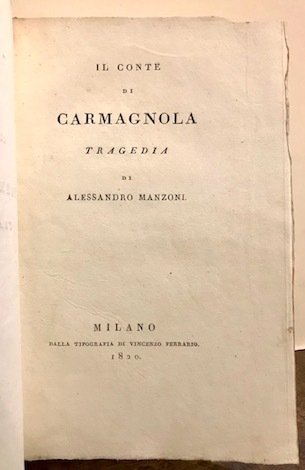 IL CONTE
DI
CARMAGNOLA
TRAGEDIA
DI
ALESSANDRO MANZONI.
MILANO
DALLA TIPOGRAFIA DI VINCENZO FERRARIO.
1820.